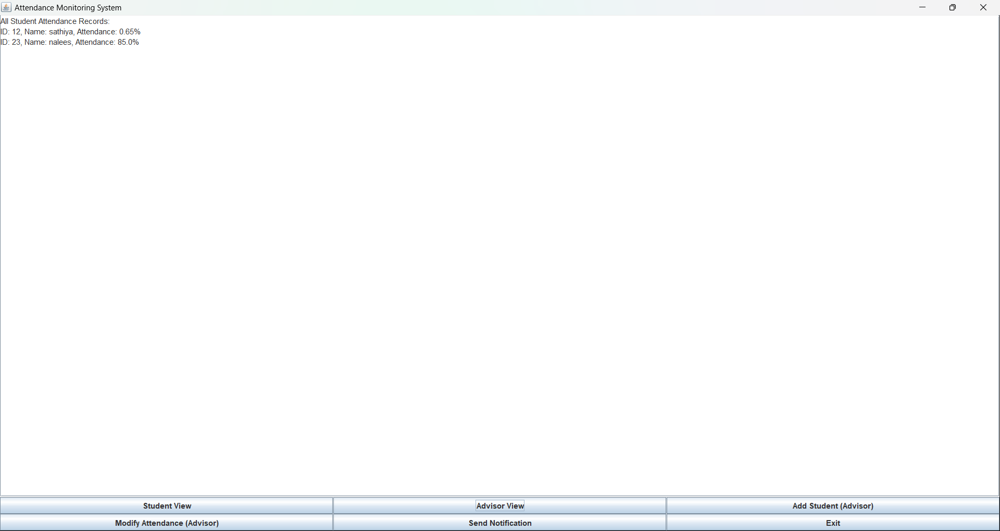 Attendance Monitoring System
All Student Attendance Records:
ID: 12, Name: sathiya, Attendance: 0.65%
ID: 23, Name: nalees, Attendance: 85.0%
Student View
Advisor View
Add Student (Advisor)
Modify Attendance (Advisor)
Send Notification
Exit